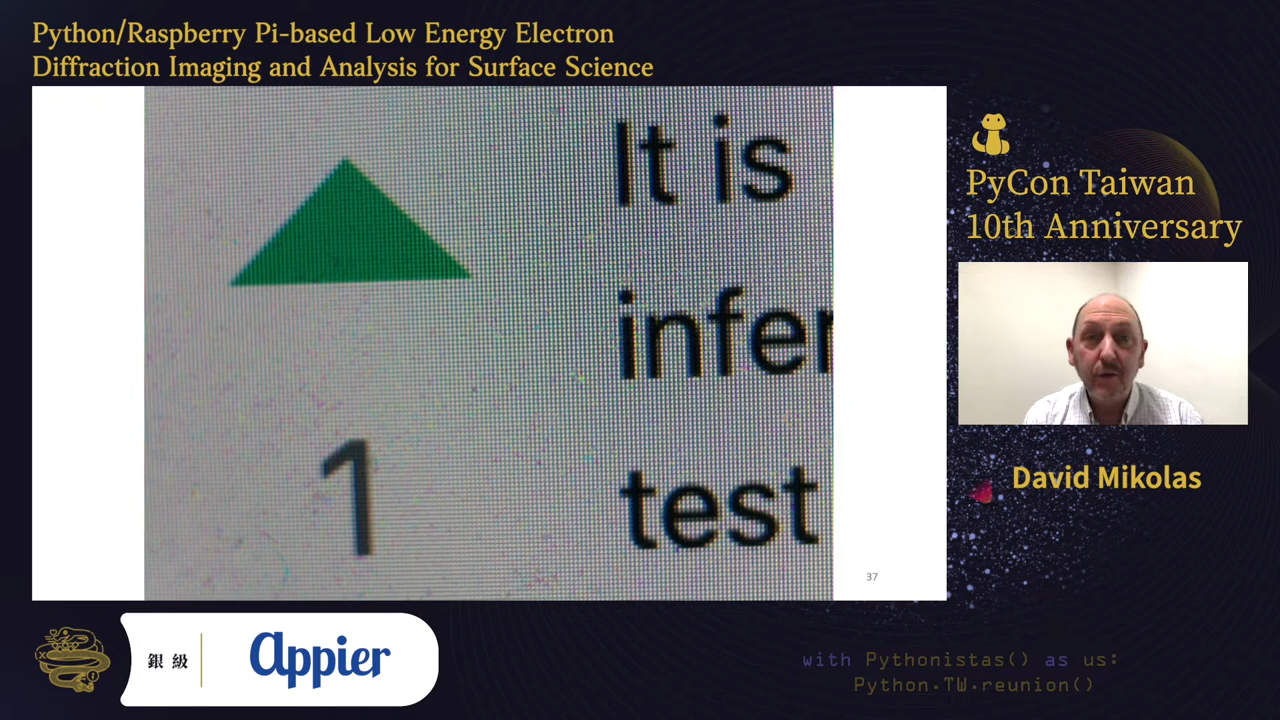 Python/Raspberry Pi-based Low Energy Electron
Diffraction Imaging and Analysis for Surface Science
It is
infer
1
test
37
PyCon Taiwan
10th Anniversary
David Mikolas
銀級
Appier
with Pythonistas() as us:
Python.TW.reunion()